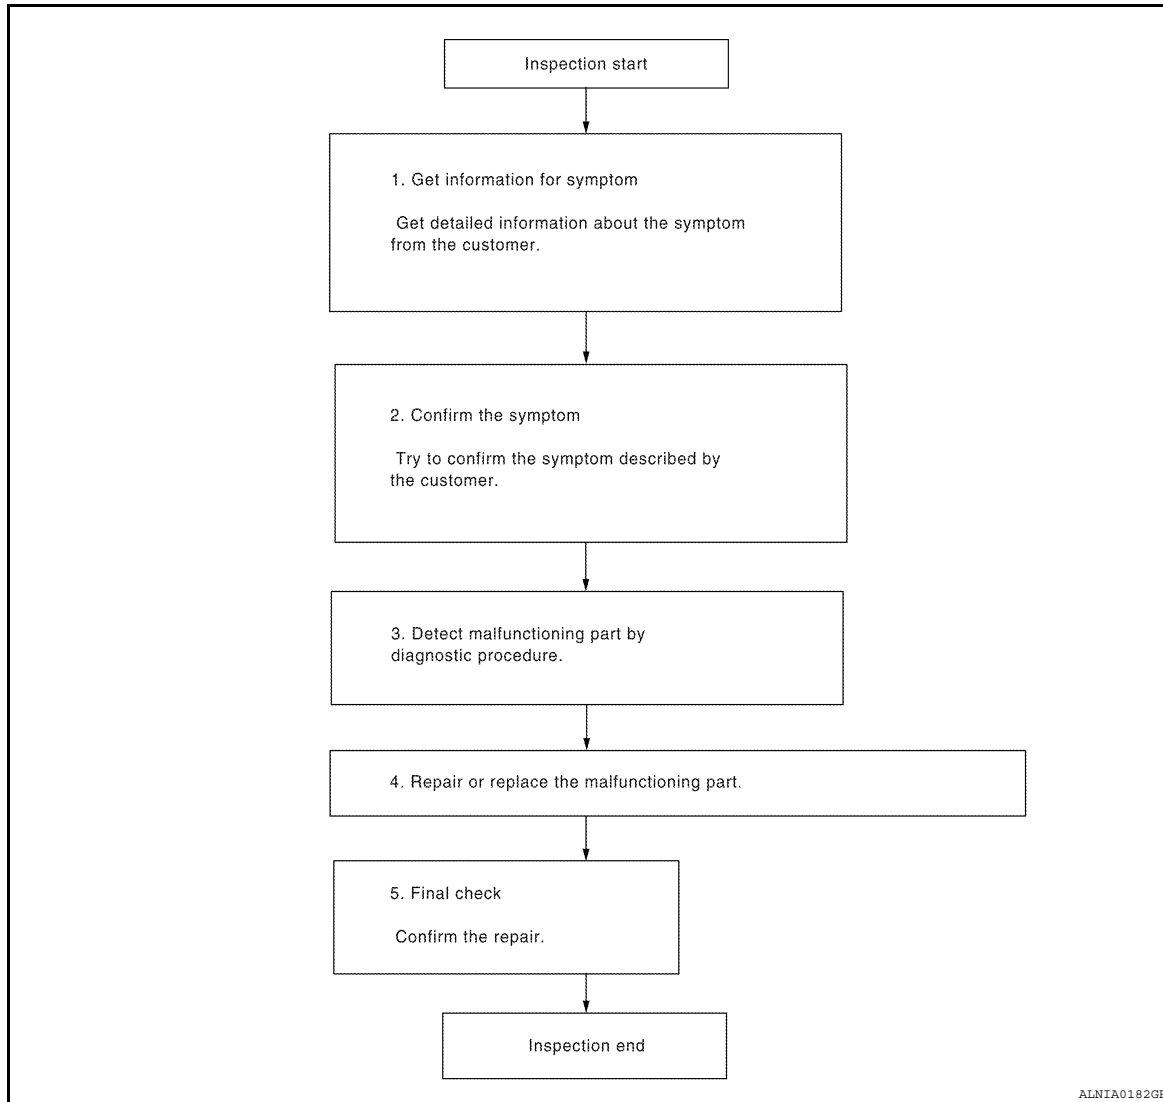 Inspection start
1. Get information for symptom
Get detailed information about the symptom
from the customer.
2. Confirm the symptom
Try to confirm the symptom described by
the customer.
3. Detect malfunctioning part by
diagnostic procedure.
4. Repair or replace the malfunctioning part.
5. Final check
Confirm the repair.
Inspection end